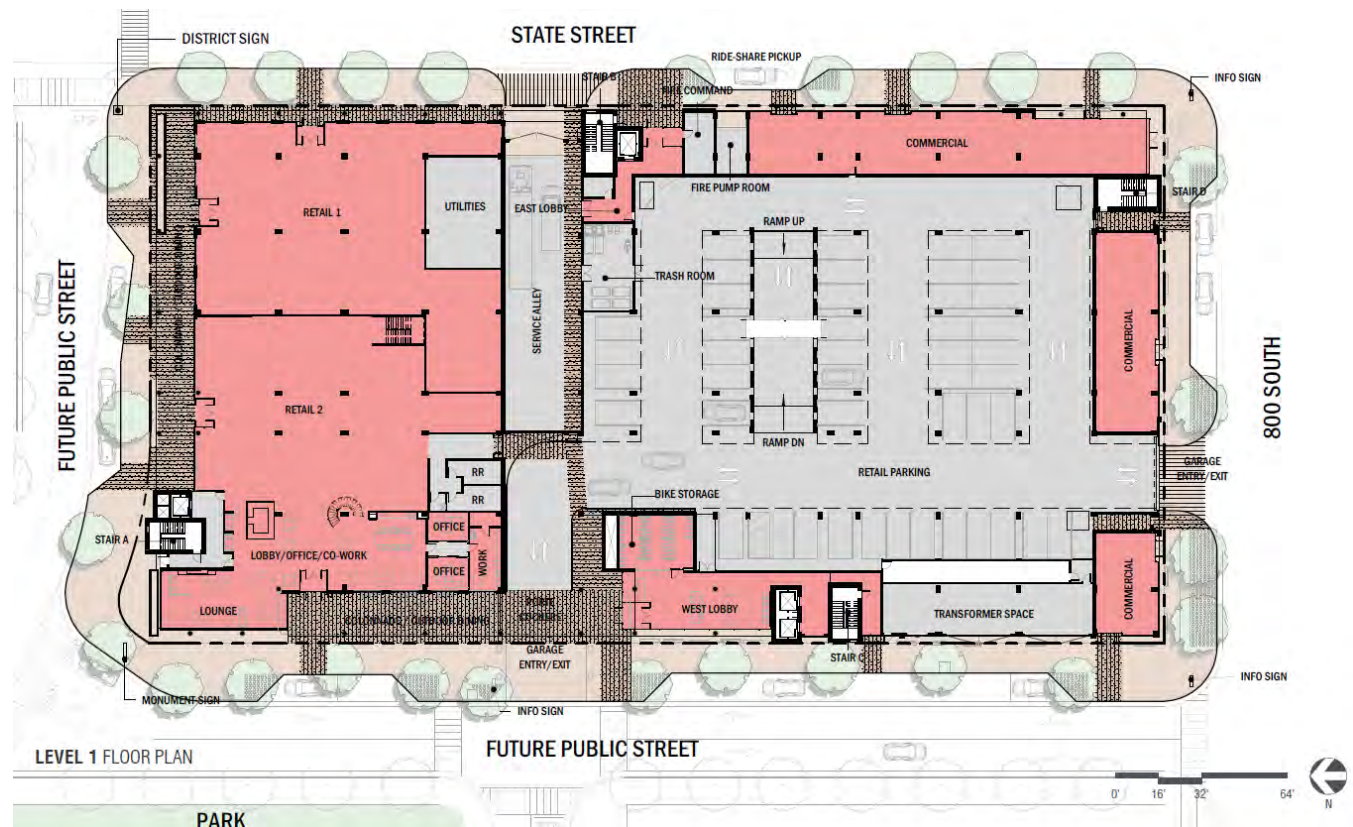 STATE STREET
DISTRICT SIGN
RIDE-SHARE PICKUP
STAIR B
FIRE COMMAND
INFO SIGN
COMMERCIAL
FIRE PUMP ROOM
STAIR D
UTILITIES
RETAIL 1
EAST LOBBY
RAMP UP
TRASH ROOM
FUTURE PUBLIC STREET
SERVICE ALLEY
COMMERCIAL
800 SOUTH
RETAIL 2
RAMP DN
RETAIL PARKING
GARAGE
ENTRY/EXIT
RR
RR
BIKE STORAGE
OFFICE
STAIR A
LOBBY/OFFICE/CO-WORK
WORK
OFFICE
COMMERCIAL
LOUNGE
PORTE
COCHERE
WEST LOBBY
TRANSFORMER SPACE
COLONNADE / OUTDOOR DINING
GARAGE
ENTRY/EXIT
STAIR C
INFO SIGN
MONUMENT SIGN
INFO SIGN
LEVEL 1 FLOOR PLAN
FUTURE PUBLIC STREET
0' 16' 32' 64'
N
PARK